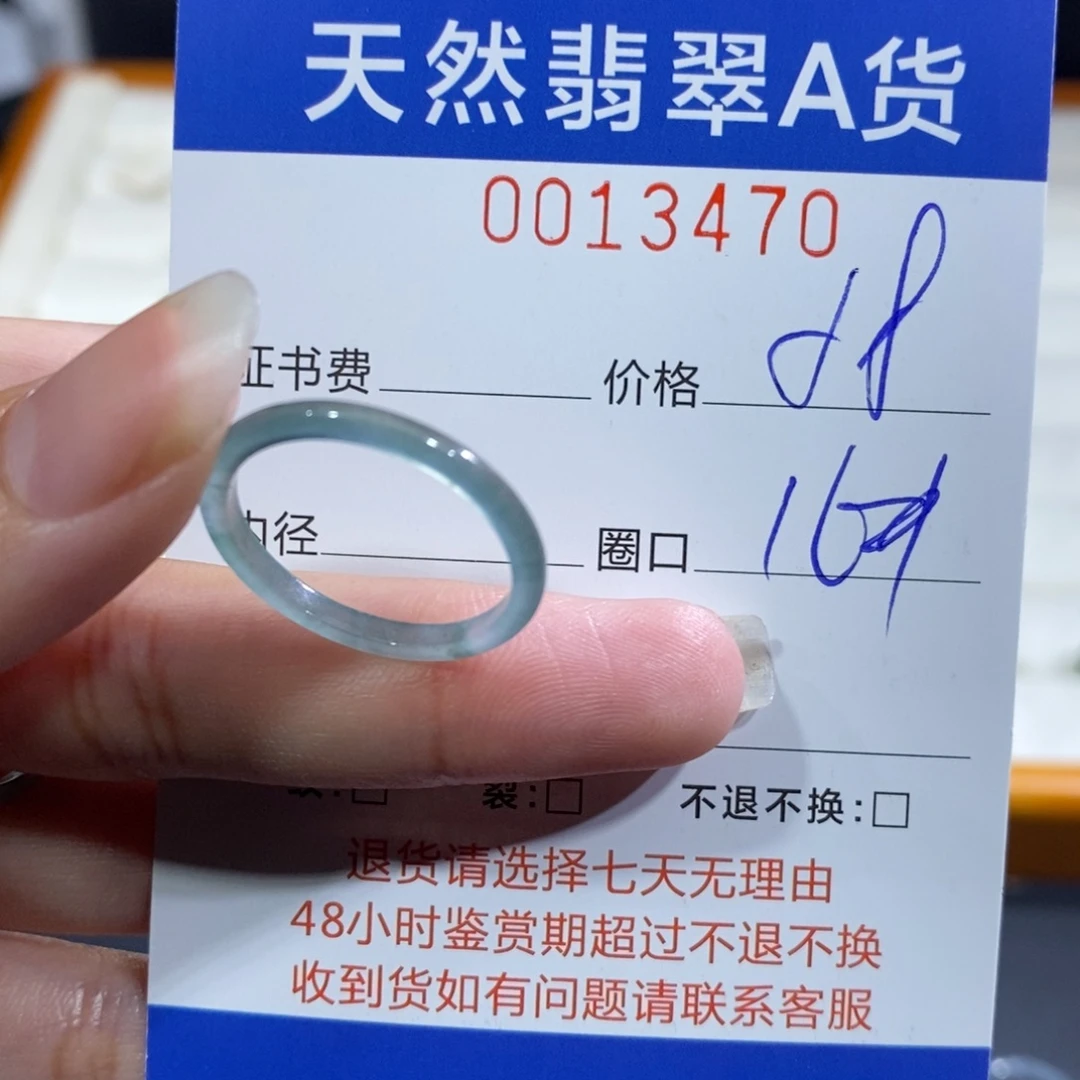 天然翡翠A货
0013470
证书费 价格
内径 圈口
裂:□ 不退不换:□
退货请选择七天无理由
48小时鉴赏期超过不退不换
收到货如有问题请联系客服